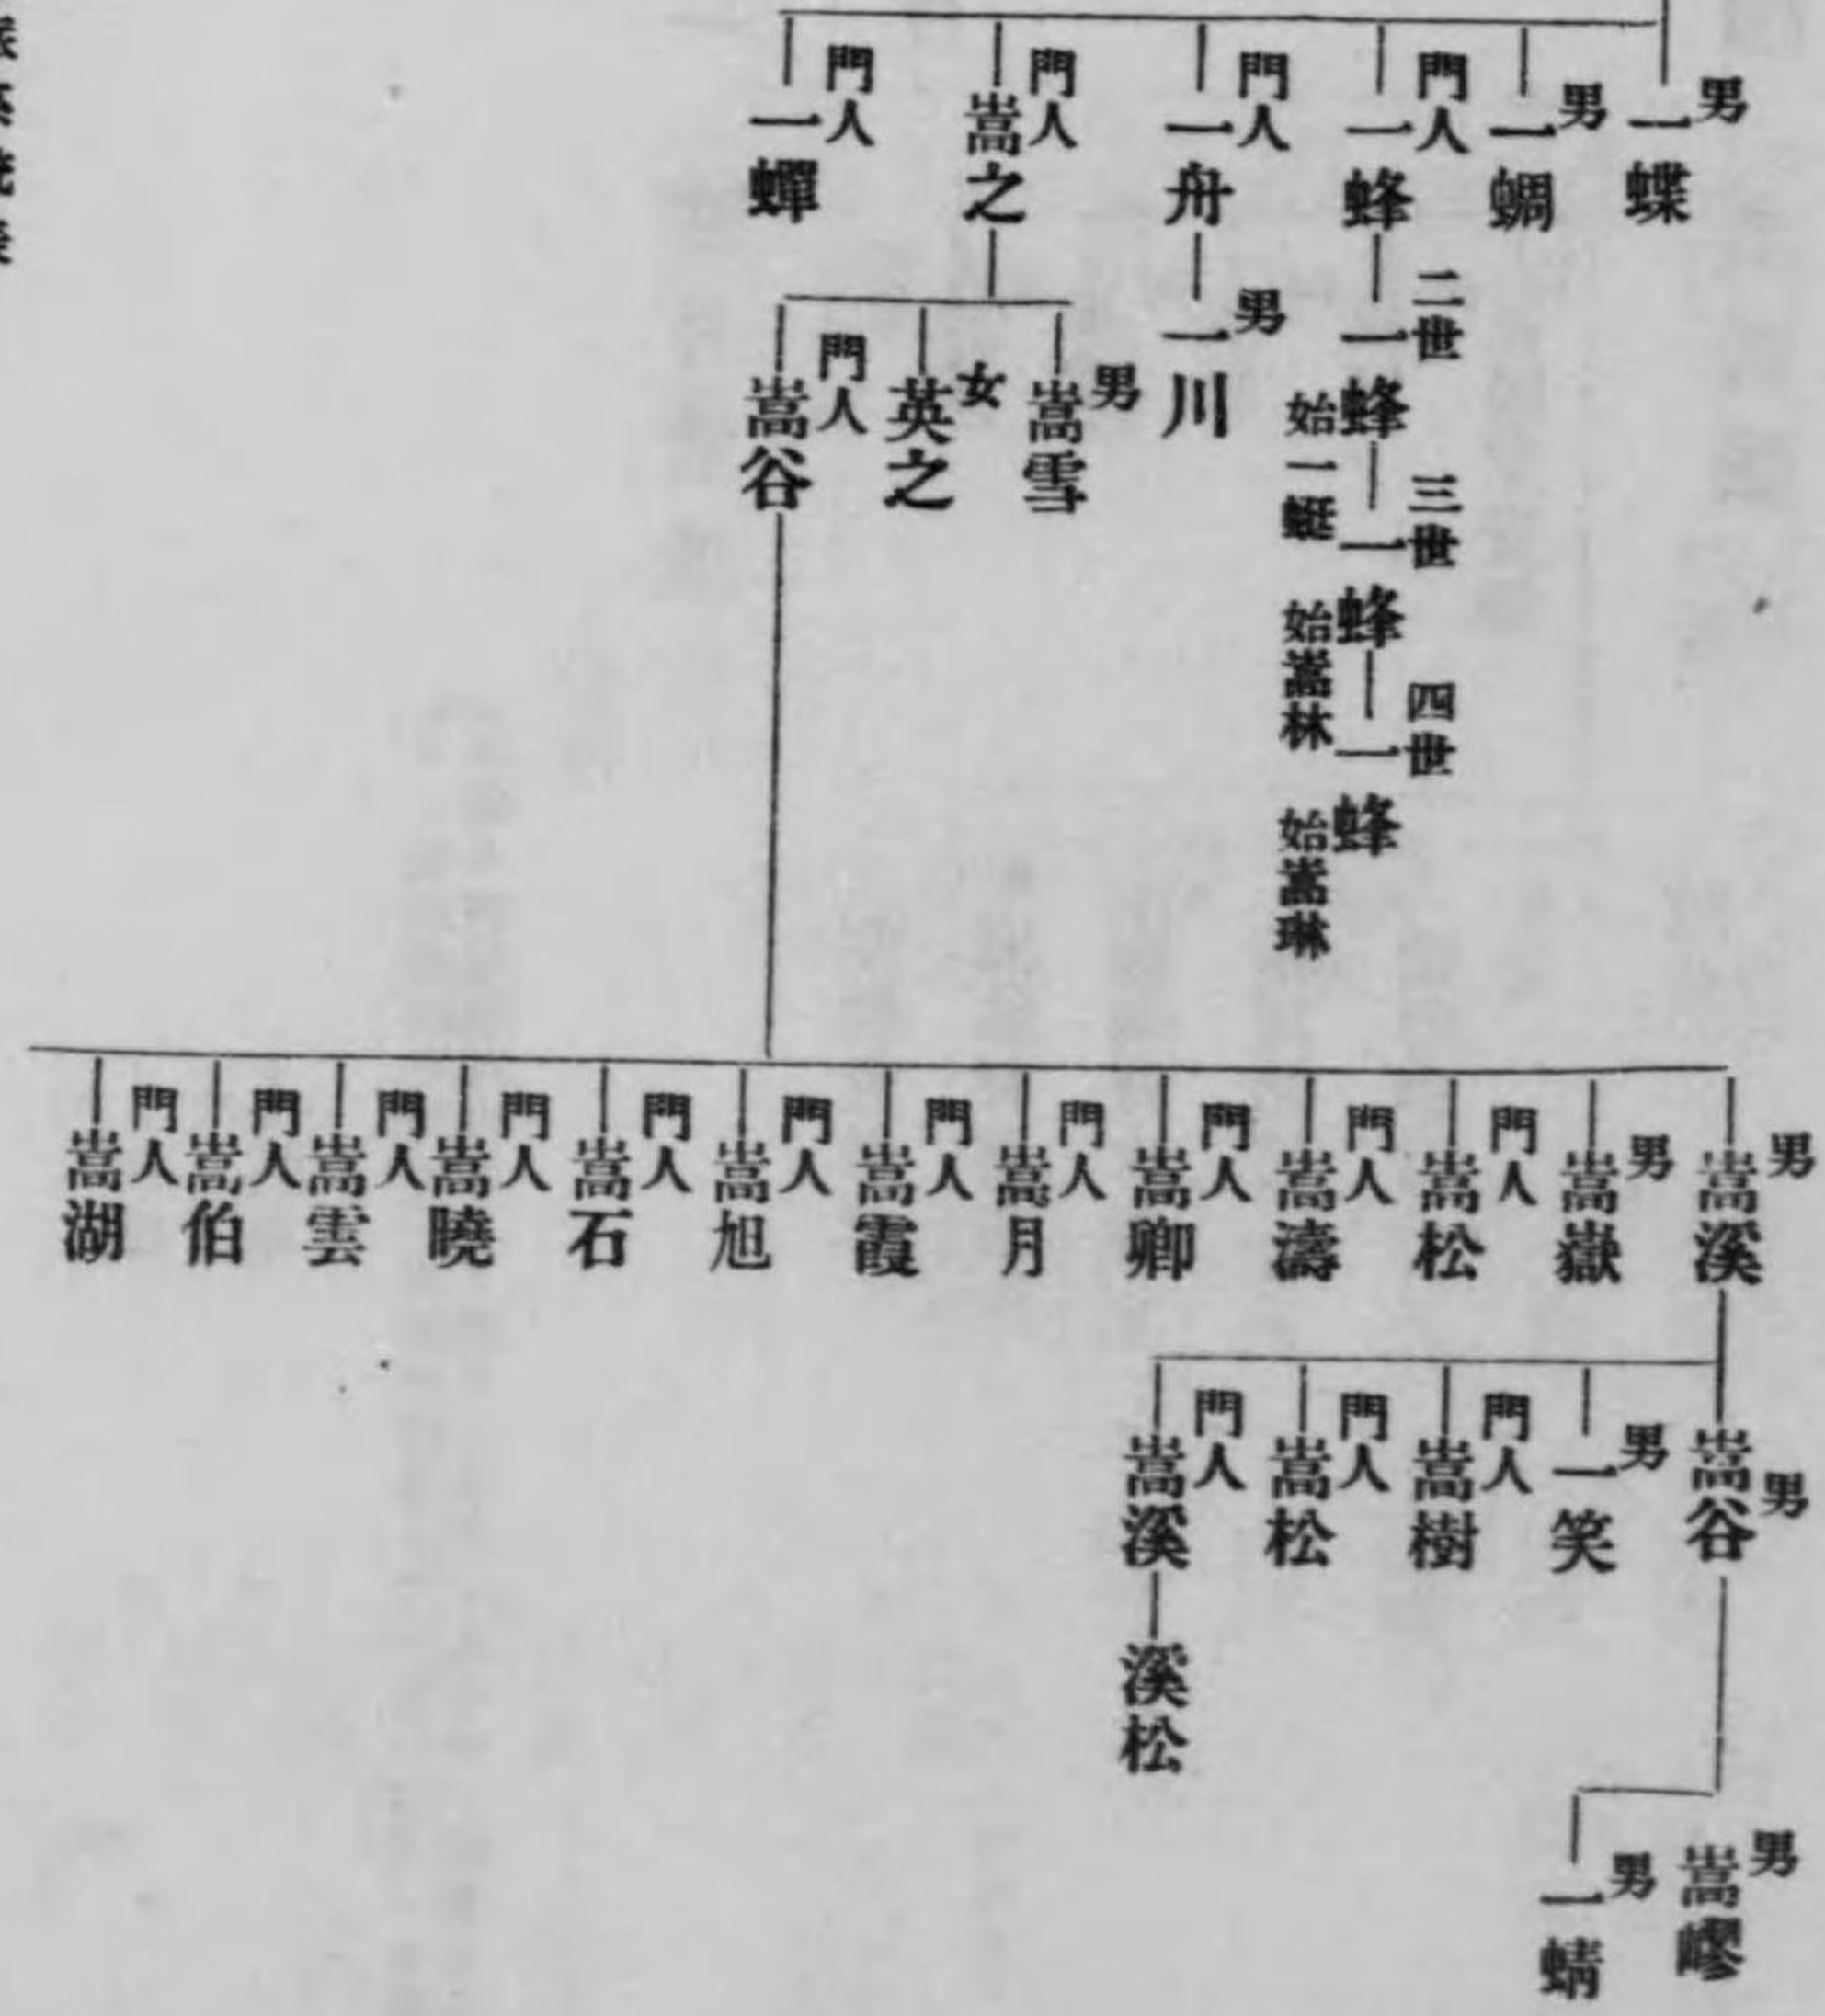 男
一蝶
男
一蜩
門人
一蜂
二世
一蜂
始一蜓
三世
一蜂
始嵩林
四世
一蜂
始嵩琳
門人
一舟
男
一川
門人
嵩之
男
嵩雪
女
英之
門人
嵩谷
門人
一蟬
男
嵩溪
男
嵩嶽
門人
嵩松
門人
嵩濤
門人
嵩卿
門人
嵩月
門人
嵩霞
門人
嵩旭
門人
嵩石
門人
嵩曉
門人
嵩雲
門人
嵩伯
門人
嵩湖
男
嵩谷
男
一笑
門人
嵩樹
門人
嵩松
門人
嵩溪
溪松
男
嵩嶛
男
一蜻